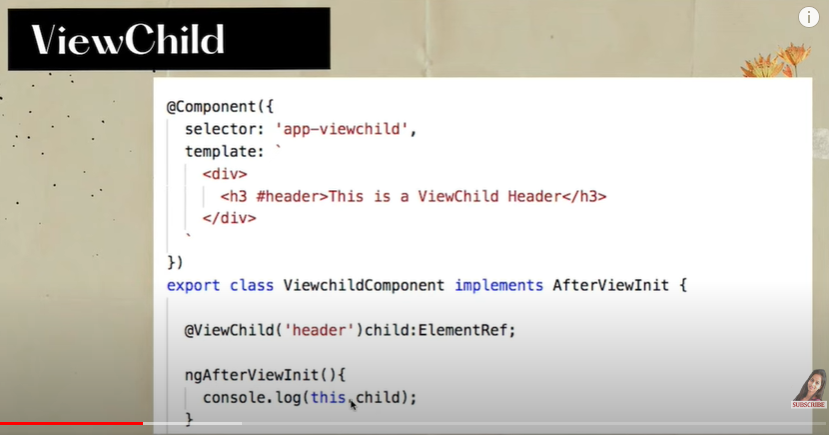 ViewChild
@Component({
selector: 'app-viewchild',
template: `
<div>
<h3 #header>This is a ViewChild Header</h3>
</div>
`
})
export class ViewchildComponent implements AfterViewInit {
@ViewChild('header')child:ElementRef;
ngAfterViewInit(){
console.log(this.child);
}
SUBSCRIBE